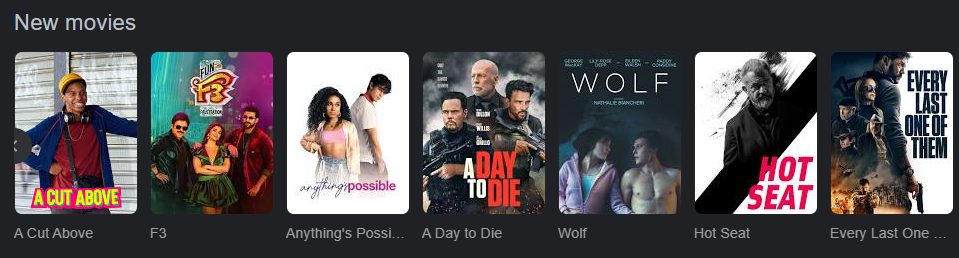 New movies
A CUT ABOVE
FUN
F3
FRUSTRATION
anything's possible
DILLON
WILLIS
GRILLO
A DAY
TO DIE
GEORGE MacKAY
LILY-ROSE DEPP
EILEEN WALSH
PADDY CONSIDINE
WOLF
NATHALIE BIANCHERI
HOT
SEAT
EVERY
LAST
ONE OF
THEM
A Cut Above
F3
Anything's Possi...
A Day to Die
Wolf
Hot Seat
Every Last One ...